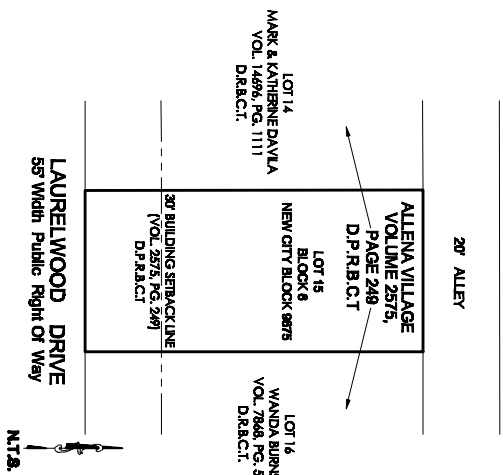 20' ALLEY
ALLENA VILLAGE
VOLUME 2575,
PAGE 249
D.P.R.B.C.T
LOT 14
MARK & KATHERINE DAVILA
VOL. 14696, PG. 1111
D.R.B.C.T.
LOT 15
BLOCK 6
NEW CITY BLOCK 9875
LOT 16
WANDA BURNS
VOL. 7868, PG. 5
D.R.B.C.T.
30' BUILDING SETBACK LINE
(VOL. 2575, PG. 249)
D.P.R.B.C.T
LAURELWOOD DRIVE
55' Width Public Right Of Way
N.T.S.